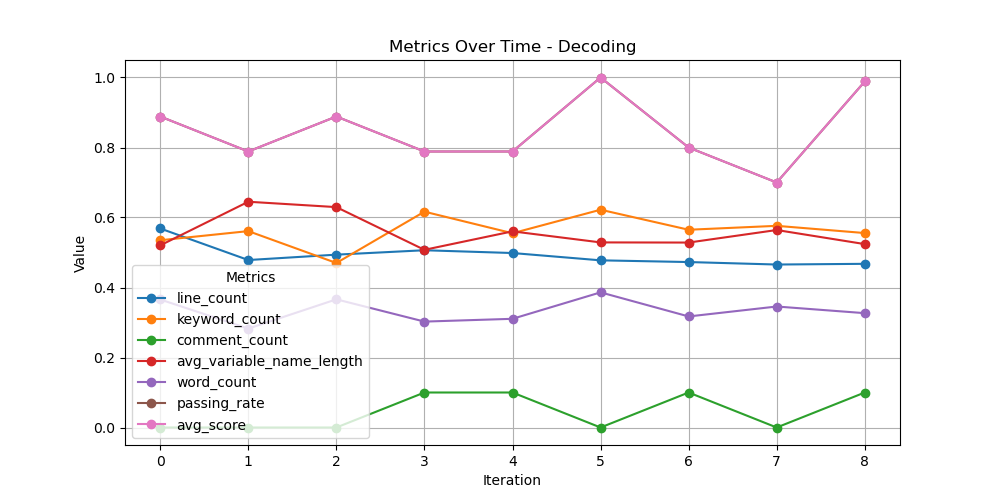 Metrics Over Time - Decoding
Value
1.0
0.8
0.6
0.4
0.2
0.0
Metrics
line_count
keyword_count
comment_count
avg_variable_name_length
word_count
passing_rate
avg_score
0 1 2 3 4 5 6 7 8
Iteration